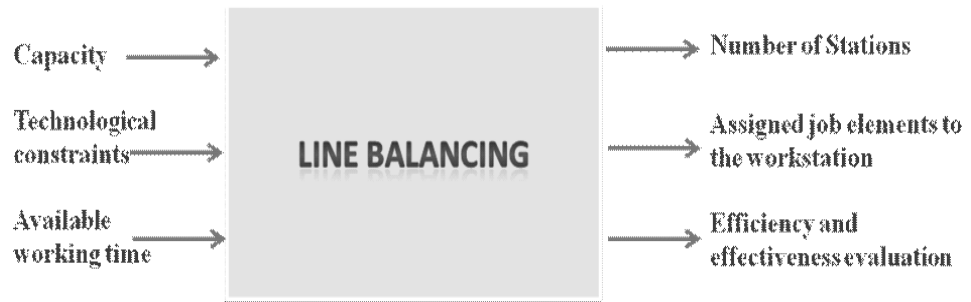 Capacity
Technological
constraints
Available
working time
LINE BALANCING
Number of Stations
Assigned job elements to
the workstation
Efficiency and
effectiveness evaluation